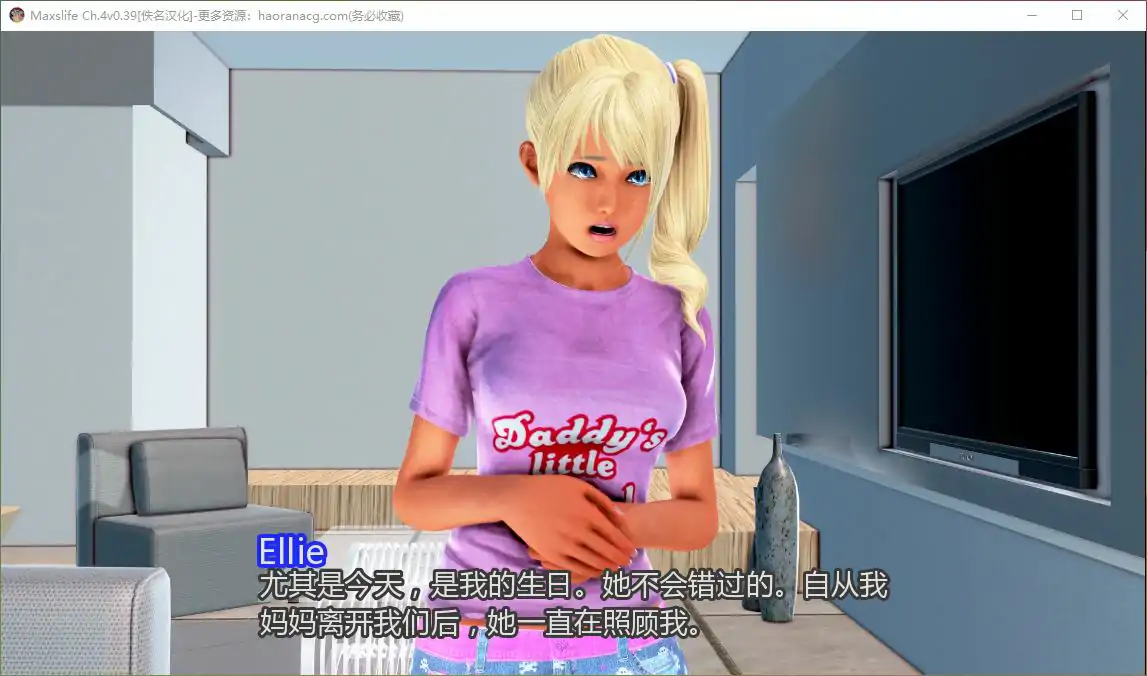 Maxslife Ch.4v0.39[佚名汉化]-更多资源：haoranacg.com(务必收藏)
Daddy's
little
Ellie
尤其是今天，是我的生日。她不会错过的。自从我
妈妈离开我们后，她一直在照顾我。